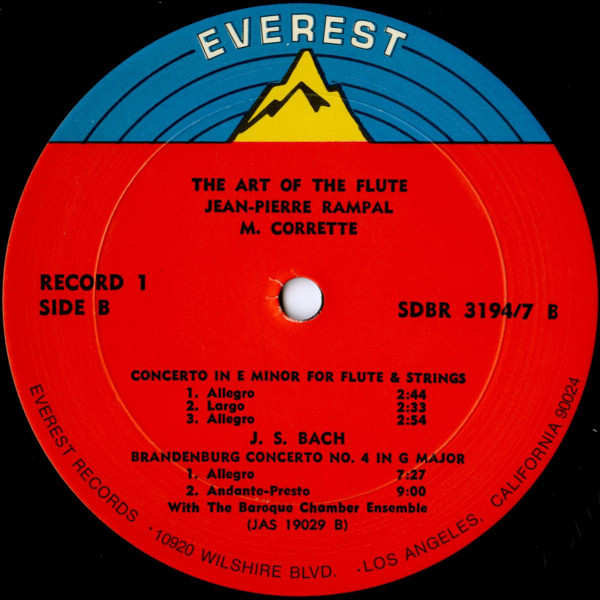 EVEREST
THE ART OF THE FLUTE
JEAN-PIERRE RAMPAL
M. CORRETTE
RECORD 1
SIDE B
SDBR 3194/7 B
CONCERTO IN E MINOR FOR FLUTE & STRINGS
1. Allegro 2:44
2. Largo 2:33
3. Allegro 2:54
J. S. BACH
BRANDENBURG CONCERTO NO. 4 IN G MAJOR
1. Allegro 7:27
2. Andante-Presto 9:00
With The Baroque Chamber Ensemble
(JAS 19029 B)
EVEREST RECORDS · 10920 WILSHIRE BLVD. · LOS ANGELES, CALIFORNIA 90024